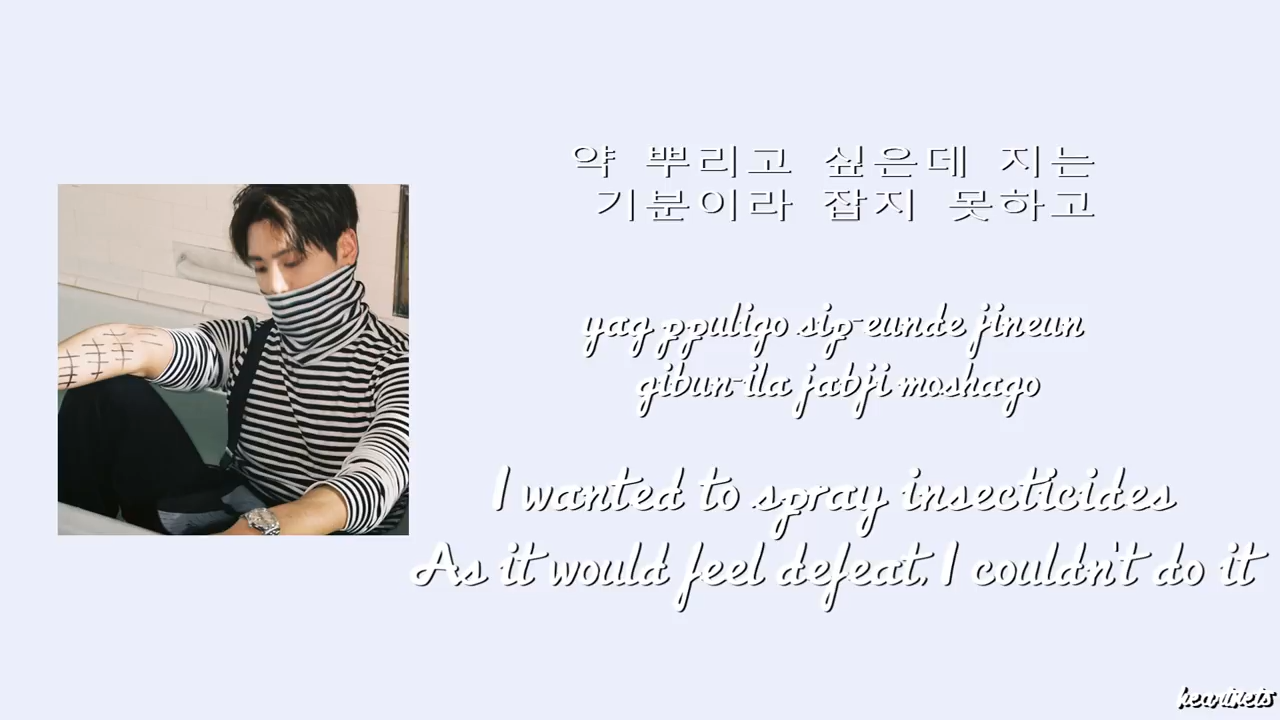 약 뿌리고 싶은데 지는
기분이라 잡지 못하고
yag ppuligo sip-eunde jineun
gibun-ila jabji moshago
I wanted to spray insecticides
As it would feel defeat, I couldn't do it